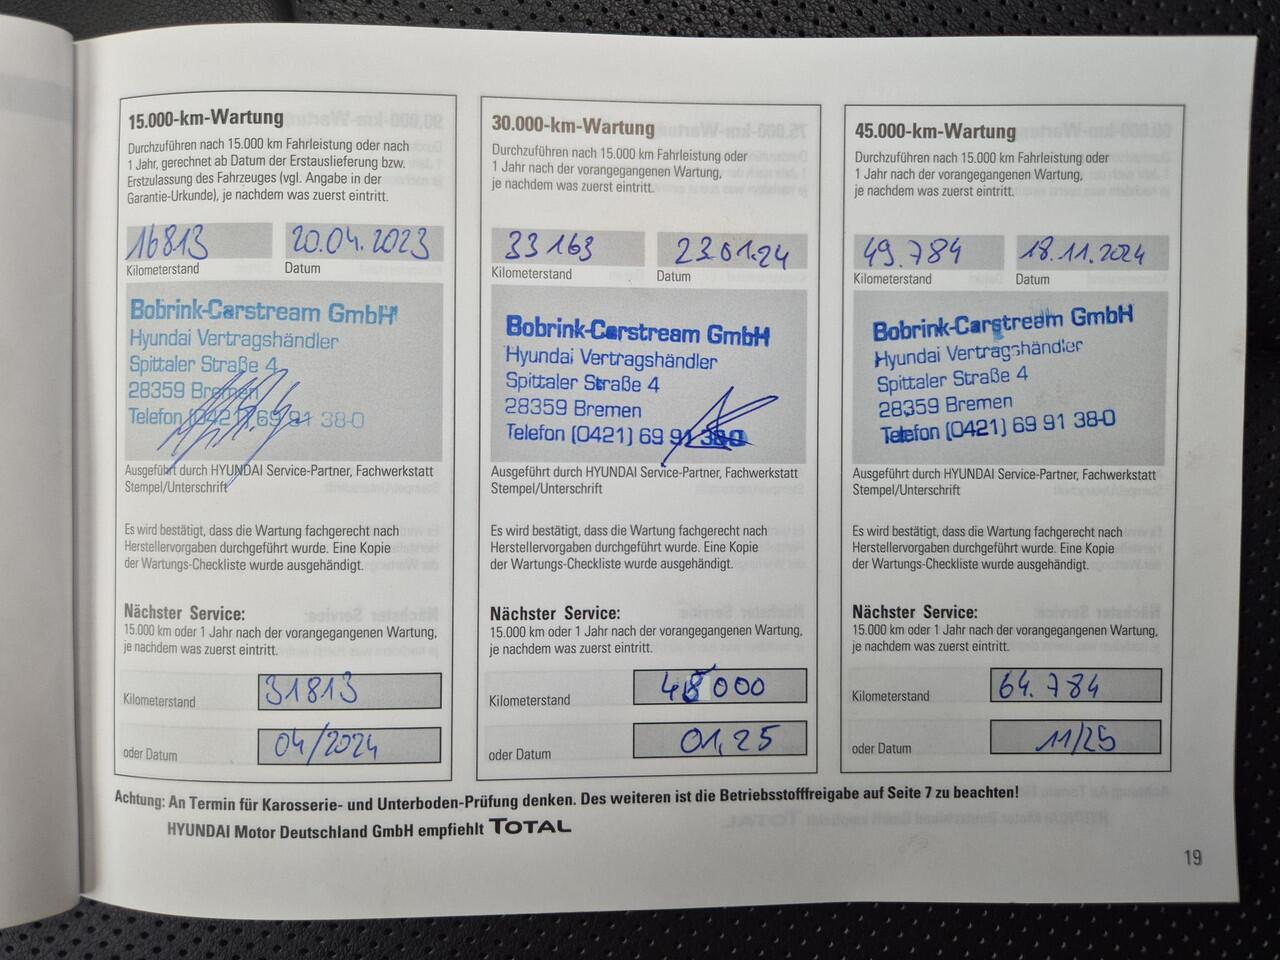 15.000-km-Wartung
Durchzuführen nach 15.000 km Fahrleistung oder nach
1 Jahr, gerechnet ab Datum der Erstauslieferung bzw.
Erstzulassung des Fahrzeuges (vgl. Angabe in der
Garantie-Urkunde), je nachdem was zuerst eintritt.
16813 20.04.2023
Kilometerstand Datum
Bobrink-Carstream GmbH
Hyundai Vertragshändler
Spittaler Straße 4
28359 Bremen
Telefon (0421) 69 91 38-0
Ausgeführt durch HYUNDAI Service-Partner, Fachwerkstatt
Stempel/Unterschrift
Es wird bestätigt, dass die Wartung fachgerecht nach
Herstellervorgaben durchgeführt wurde. Eine Kopie
der Wartungs-Checkliste wurde ausgehändigt.
Nächster Service:
15.000 km oder 1 Jahr nach der vorangegangenen Wartung,
je nachdem was zuerst eintritt.
Kilometerstand 31813
oder Datum 04/2024
30.000-km-Wartung
Durchzuführen nach 15.000 km Fahrleistung oder
1 Jahr nach der vorangegangenen Wartung,
je nachdem was zuerst eintritt.
33 163 23.01.24
Kilometerstand Datum
Bobrink-Carstream GmbH
Hyundai Vertragshändler
Spittaler Straße 4
28359 Bremen
Telefon (0421) 69 91 38-0
Ausgeführt durch HYUNDAI Service-Partner, Fachwerkstatt
Stempel/Unterschrift
Es wird bestätigt, dass die Wartung fachgerecht nach
Herstellervorgaben durchgeführt wurde. Eine Kopie
der Wartungs-Checkliste wurde ausgehändigt.
Nächster Service:
15.000 km oder 1 Jahr nach der vorangegangenen Wartung,
je nachdem was zuerst eintritt.
Kilometerstand 48000
oder Datum 01,25
45.000-km-Wartung
Durchzuführen nach 15.000 km Fahrleistung oder
1 Jahr nach der vorangegangenen Wartung,
je nachdem was zuerst eintritt.
49.784 18.11.2024
Kilometerstand Datum
Bobrink-Carstream GmbH
Hyundai Vertragshändler
Spittaler Straße 4
28359 Bremen
Telefon (0421) 69 91 38-0
Ausgeführt durch HYUNDAI Service-Partner, Fachwerkstatt
Stempel/Unterschrift
Es wird bestätigt, dass die Wartung fachgerecht nach
Herstellervorgaben durchgeführt wurde. Eine Kopie
der Wartungs-Checkliste wurde ausgehändigt.
Nächster Service:
15.000 km oder 1 Jahr nach der vorangegangenen Wartung,
je nachdem was zuerst eintritt.
Kilometerstand 64.784
oder Datum 11/25
Achtung: An Termin für Karosserie- und Unterboden-Prüfung denken. Des weiteren ist die Betriebsstofffreigabe auf Seite 7 zu beachten!
HYUNDAI Motor Deutschland GmbH empfiehlt TOTAL
19